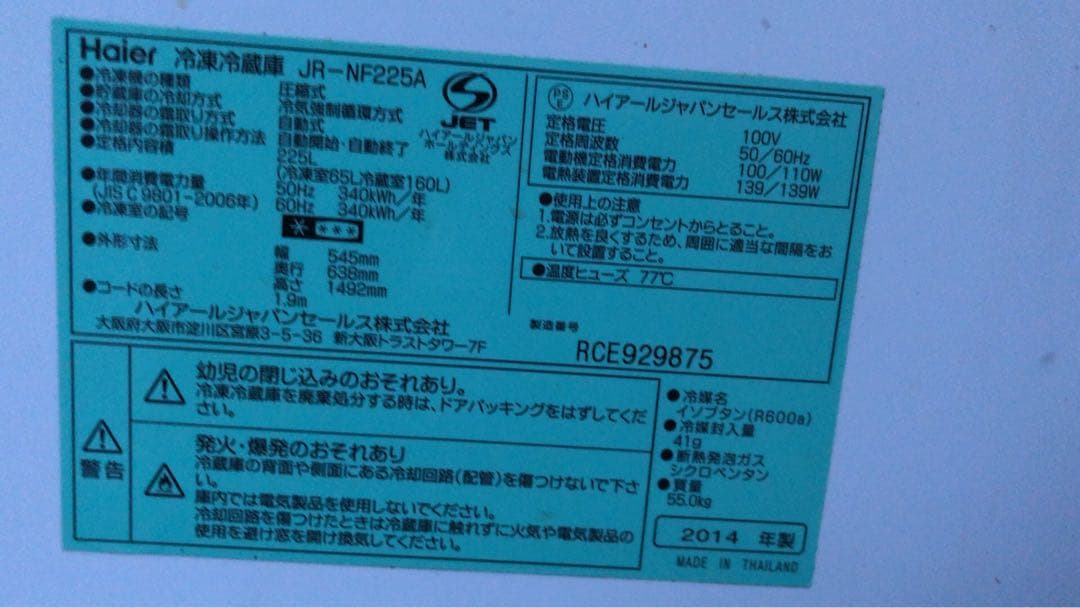 Haier 冷凍冷蔵庫 JR-NF225A
●冷凍機の種類 圧縮式
●貯蔵庫の冷却方式 冷気強制循環方式
●冷却器の霜取り方式 自動式
●冷却器の霜取り操作方法 自動開始・自動終了
●定格内容積 225L
(冷凍室65L冷蔵室160L)
●年間消費電力量 50Hz 340kWh/年
(JIS C 9801-2006年) 60Hz 340kWh/年
●冷凍室の記号 * ***
●外形寸法 幅 545mm
奥行 638mm
高さ 1492mm
●コードの長さ 1.9m
ハイアールジャパンセールス株式会社
大阪府大阪市淀川区宮原3-5-36 新大阪トラストタワー7F
JET
ハイアールジャパン
ホールディングス
株式会社
PSE ハイアールジャパンセールス株式会社
定格電圧 100V
定格周波数 50/60Hz
電動機定格消費電力 100/110W
電熱装置定格消費電力 139/139W
●使用上の注意
1.電源は必ずコンセントからとること。
2.放熱を良くするため、周囲に適当な間隔をお
いて設置すること。
●温度ヒューズ 77℃
製造番号
RCE929875
警告
幼児の閉じ込みのおそれあり。
冷凍冷蔵庫を廃棄処分する時は、ドアパッキングをはずしてくだ
さい。
発火・爆発のおそれあり
冷蔵庫の背面や側面にある冷却回路(配管)を傷つけないで下さ
い。
庫内では電気製品を使用しないでください。
冷却回路を傷つけたときは冷蔵庫に触れずに火気や電気製品の
使用を避け窓を開け換気してください。
●冷媒名
イソブタン(R600a)
●冷媒封入量
41g
●断熱発泡ガス
シクロペンタン
●質量
55.0kg
2014 年製
MADE IN THAILAND